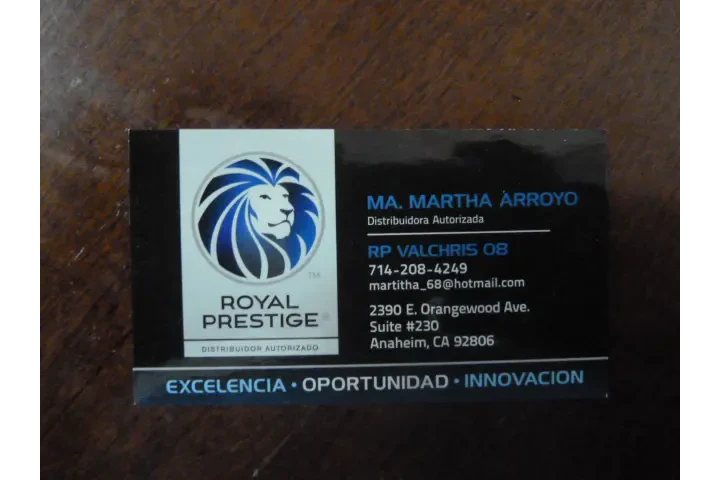 ROYAL
PRESTIGE®
DISTRIBUIDOR AUTORIZADO
MA. MARTHA ARROYO
Distribuidora Autorizada
RP VALCHRIS 08
714-208-4249
martitha_68@hotmail.com
2390 E. Orangewood Ave.
Suite #230
Anaheim, CA 92806
EXCELENCIA • OPORTUNIDAD • INNOVACION